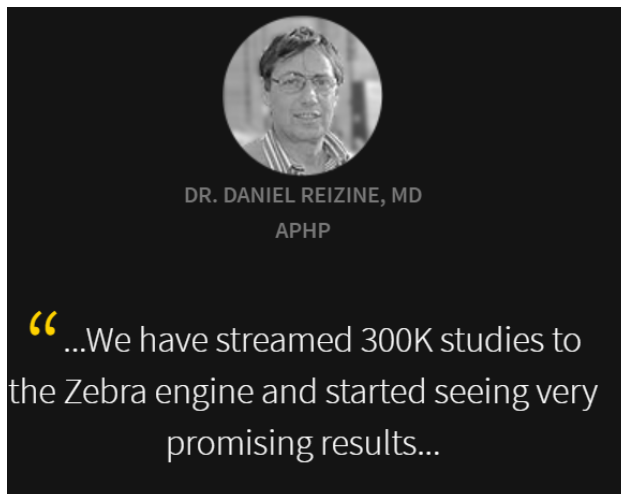 DR. DANIEL REIZINE, MD
APHP
“ ...We have streamed 300K studies to
the Zebra engine and started seeing very
promising results...